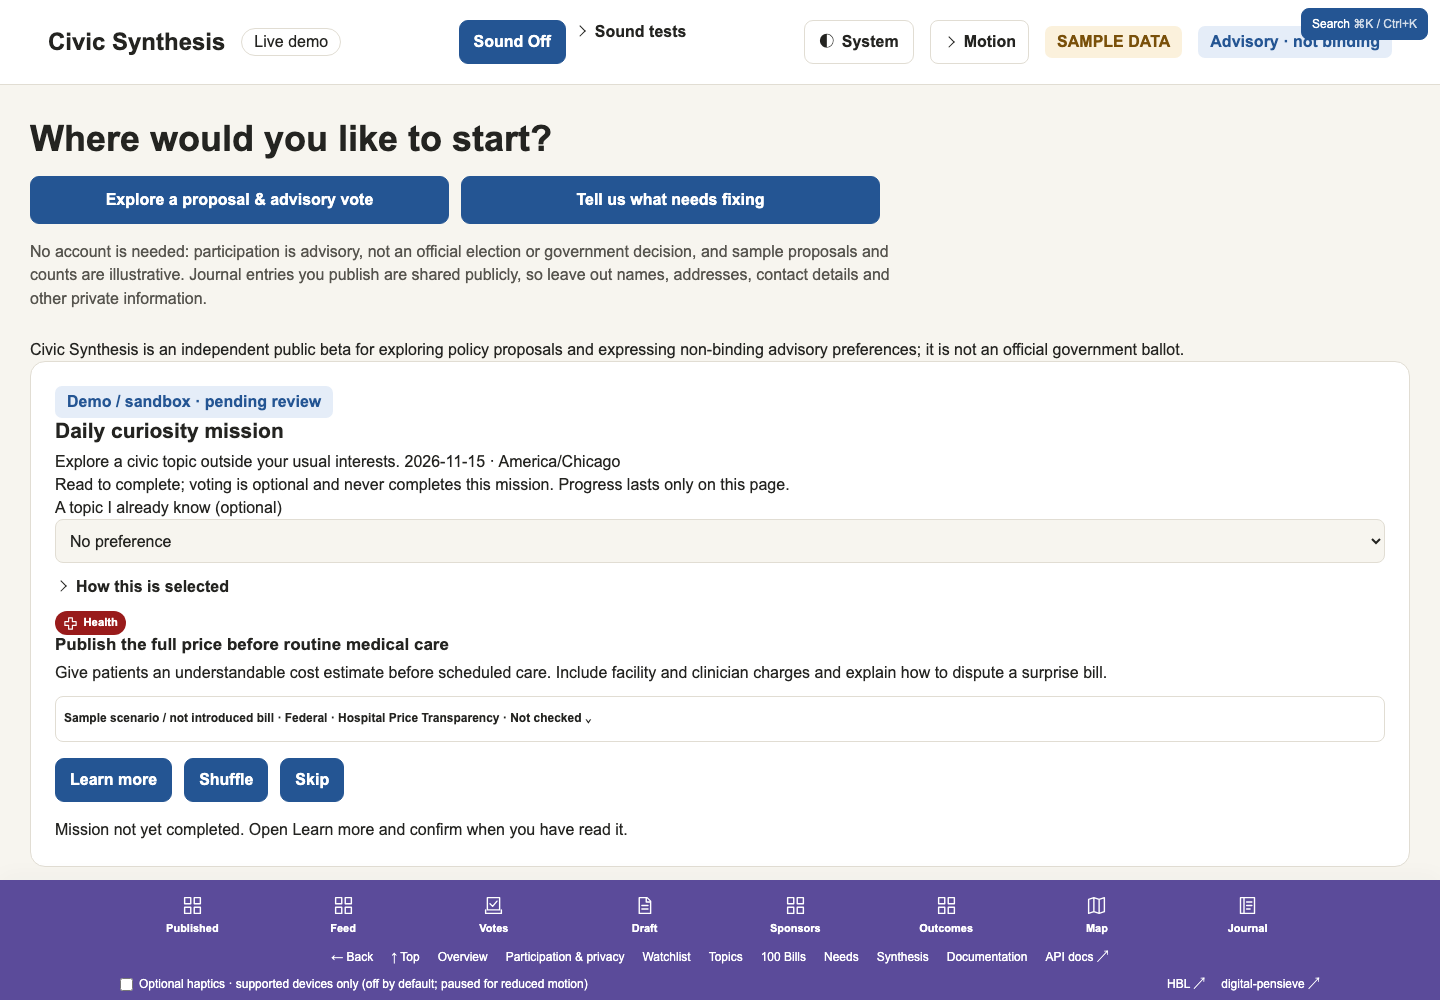 Civic Synthesis
Live demo
Sound Off
Sound tests
System
Motion
SAMPLE DATA
Advisory · not binding
Search ⌘K / Ctrl+K
Where would you like to start?
Explore a proposal & advisory vote
Tell us what needs fixing
No account is needed: participation is advisory, not an official election or government decision, and sample proposals and
counts are illustrative. Journal entries you publish are shared publicly, so leave out names, addresses, contact details and
other private information.
Civic Synthesis is an independent public beta for exploring policy proposals and expressing non-binding advisory preferences; it is not an official government ballot.
Demo / sandbox · pending review
Daily curiosity mission
Explore a civic topic outside your usual interests. 2026-11-15 · America/Chicago
Read to complete; voting is optional and never completes this mission. Progress lasts only on this page.
A topic I already know (optional)
No preference
How this is selected
Health
Publish the full price before routine medical care
Give patients an understandable cost estimate before scheduled care. Include facility and clinician charges and explain how to dispute a surprise bill.
Sample scenario / not introduced bill · Federal · Hospital Price Transparency · Not checked ⌄
Learn more
Shuffle
Skip
Mission not yet completed. Open Learn more and confirm when you have read it.
Published
Feed
Votes
Draft
Sponsors
Outcomes
Map
Journal
← Back
↑ Top
Overview
Participation & privacy
Watchlist
Topics
100 Bills
Needs
Synthesis
Documentation
API docs ↗
Optional haptics · supported devices only (off by default; paused for reduced motion)
HBL ↗
digital-pensieve ↗